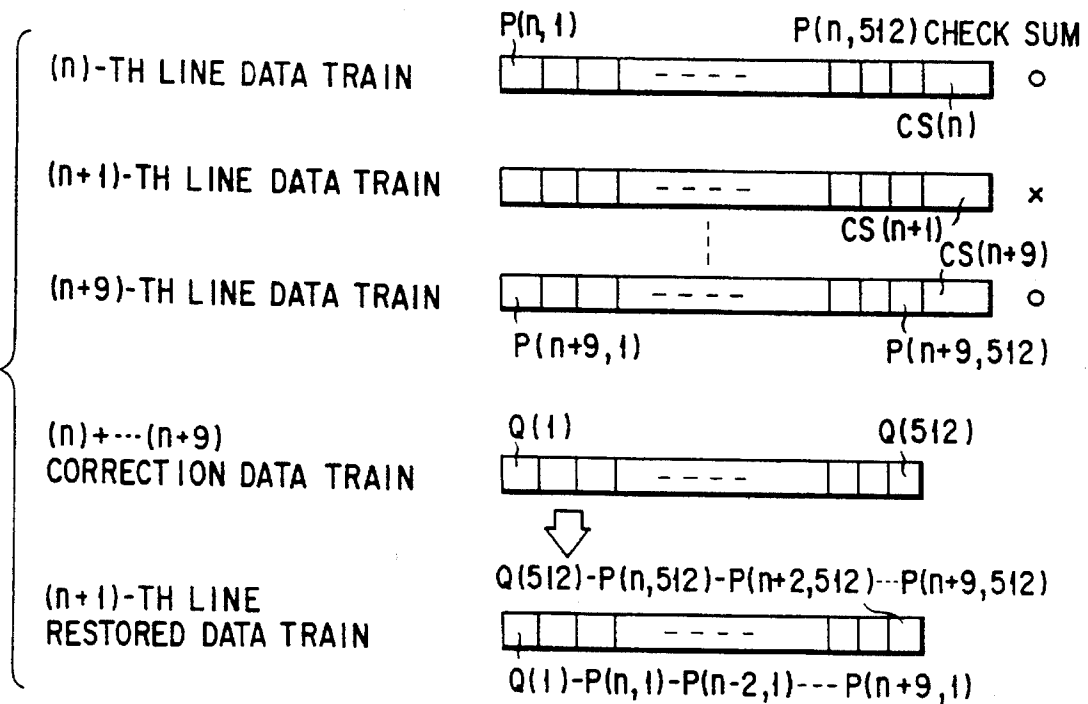 P(n,1) P(n,512) CHECK SUM
(n)-TH LINE DATA TRAIN ---- o
CS(n)
(n+1)-TH LINE DATA TRAIN ---- x
CS(n+1)
CS(n+9)
(n+9)-TH LINE DATA TRAIN ---- o
P(n+9,1) P(n+9,512)
(n)+···(n+9) Q(1) Q(512)
CORRECTION DATA TRAIN ----
Q(512)-P(n,512)-P(n+2,512)---P(n+9,512)
(n+1)-TH LINE
RESTORED DATA TRAIN ----
Q(1)-P(n,1)-P(n-2,1)---- P(n+9,1)